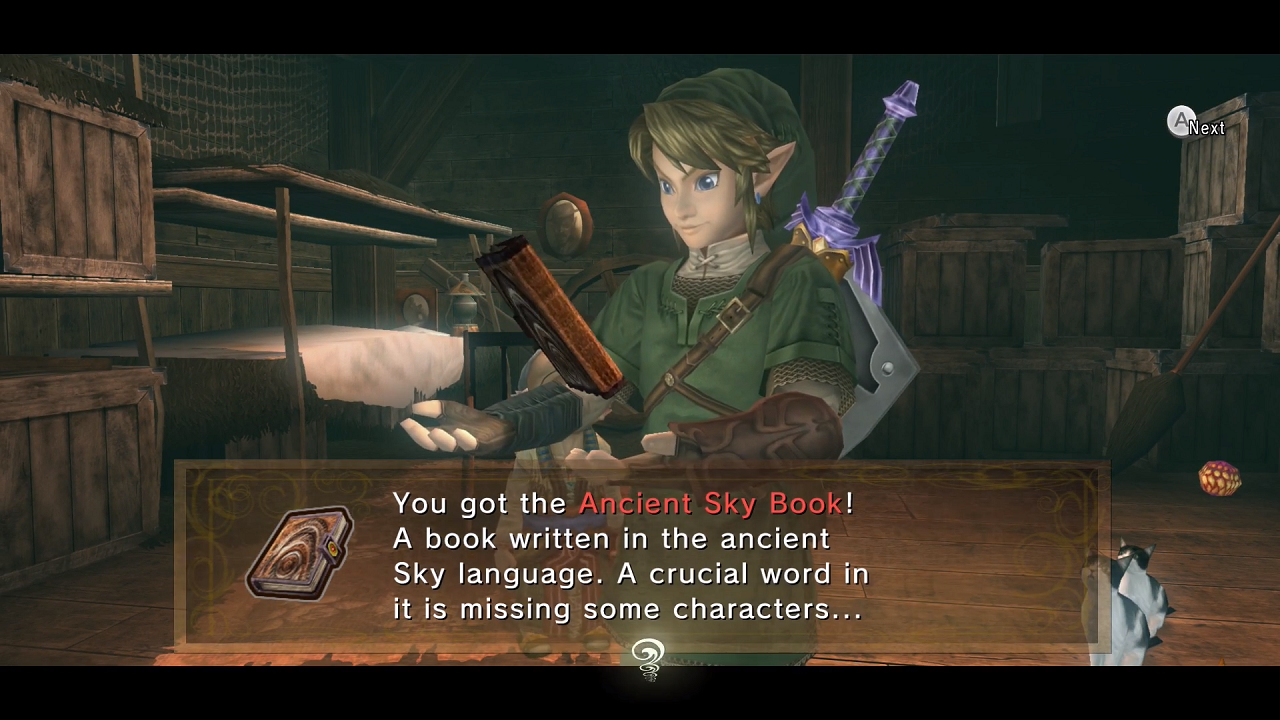 A Next
You got the Ancient Sky Book!
A book written in the ancient
Sky language. A crucial word in
it is missing some characters...